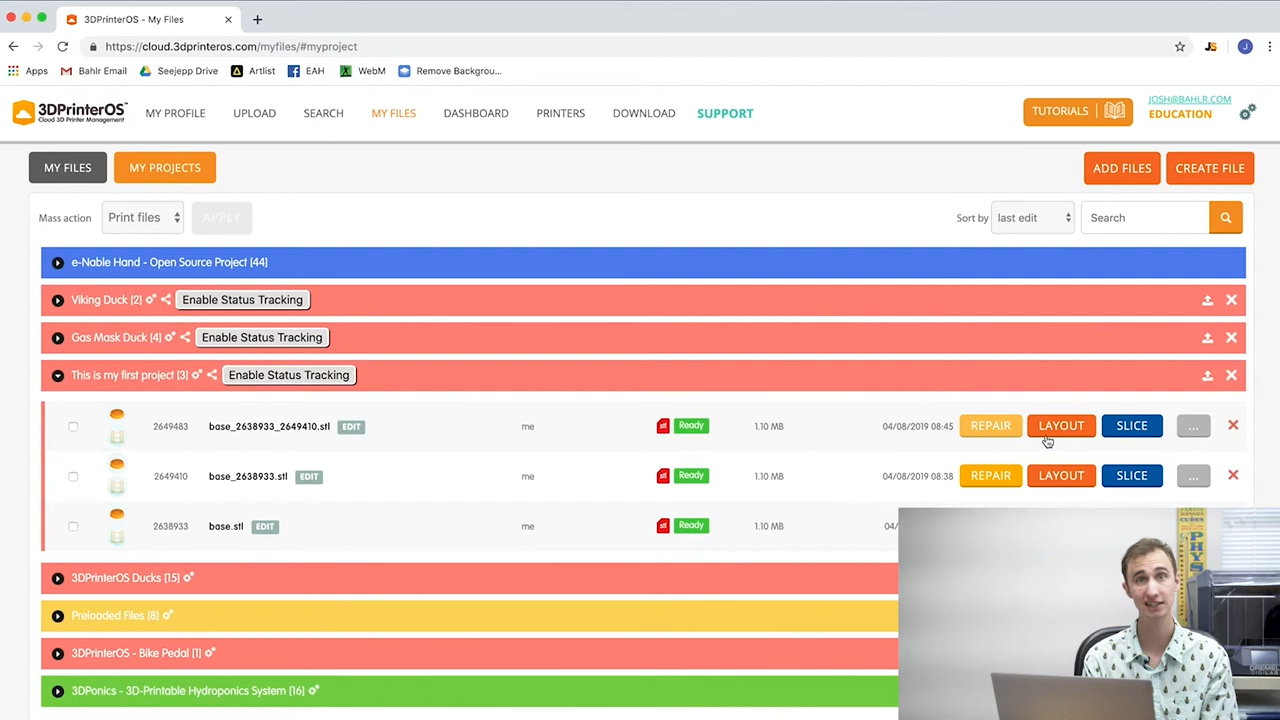 3DPrinterOS - My Files
https://cloud.3dprinteros.com/myfiles/#myproject
JS
J
Apps Bahlr Email Seejepp Drive Artlist EAH WebM Remove Backgrou...
3DPrinterOS™
Cloud 3D Printer Management
MY PROFILE UPLOAD SEARCH MY FILES DASHBOARD PRINTERS DOWNLOAD SUPPORT
TUTORIALS
JOSH@BAHLR.COM
EDUCATION
MY FILES MY PROJECTS ADD FILES CREATE FILE
Mass action Print files APPLY Sort by last edit Search
e-Nable Hand - Open Source Project [44]
Viking Duck [2] Enable Status Tracking
Gas Mask Duck [4] Enable Status Tracking
This is my first project [3] Enable Status Tracking
2649483 base_2638933_2649410.stl EDIT me stl Ready 1.10 MB 04/08/2019 08:45 REPAIR LAYOUT SLICE ...
2649410 base_2638933.stl EDIT me stl Ready 1.10 MB 04/08/2019 08:38 REPAIR LAYOUT SLICE ...
2638933 base.stl EDIT me stl Ready 1.10 MB 04/
3DPrinterOS Ducks [15]
Preloaded Files [8]
3DPrinterOS - Bike Pedal [1]
3DPonics - 3D-Printable Hydroponics System [16]
CUBES
PHYS
DREMEL
DIGILAB